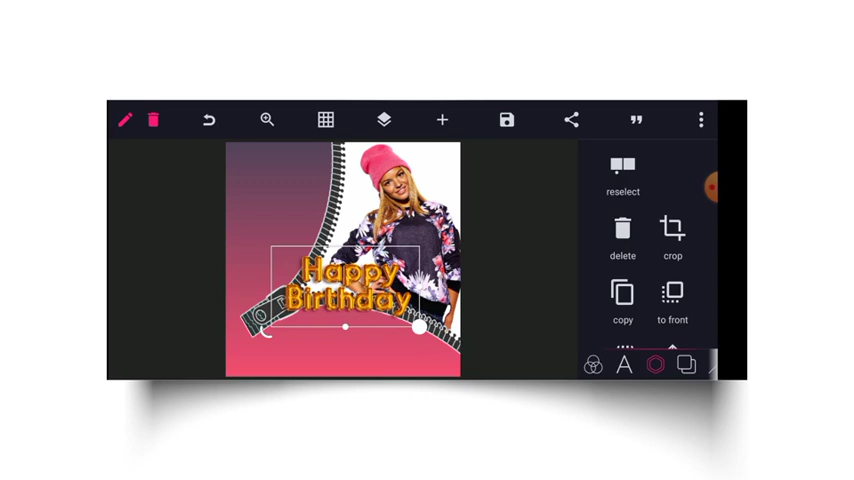 reselect
delete
crop
Happy
Birthday
copy
to front
A